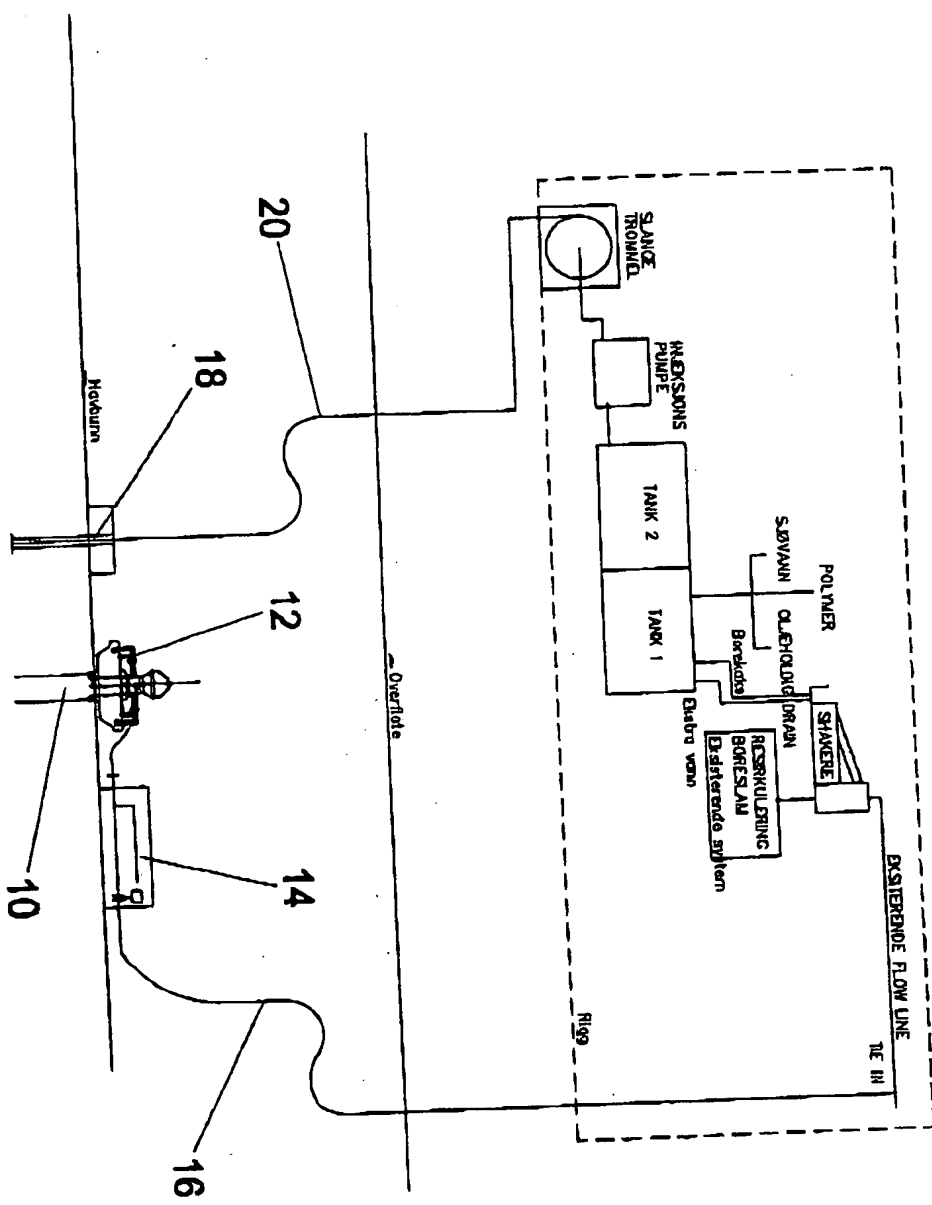 EKSITERENDE FLOW LINE
TIE IN
POLYMER
SJØVANN
OLJEHOLDIG DRAIN
SHAKERE
Borekaks
Ekstra vann
RESIRKULERING
BORESLAM
Eksisterende system
SLANGE
TROMMEL
INJEKSJONS
PUMPE
TANK 2
TANK 1
Rigg
Overflate
Havbunn
20
18
12
14
10
16